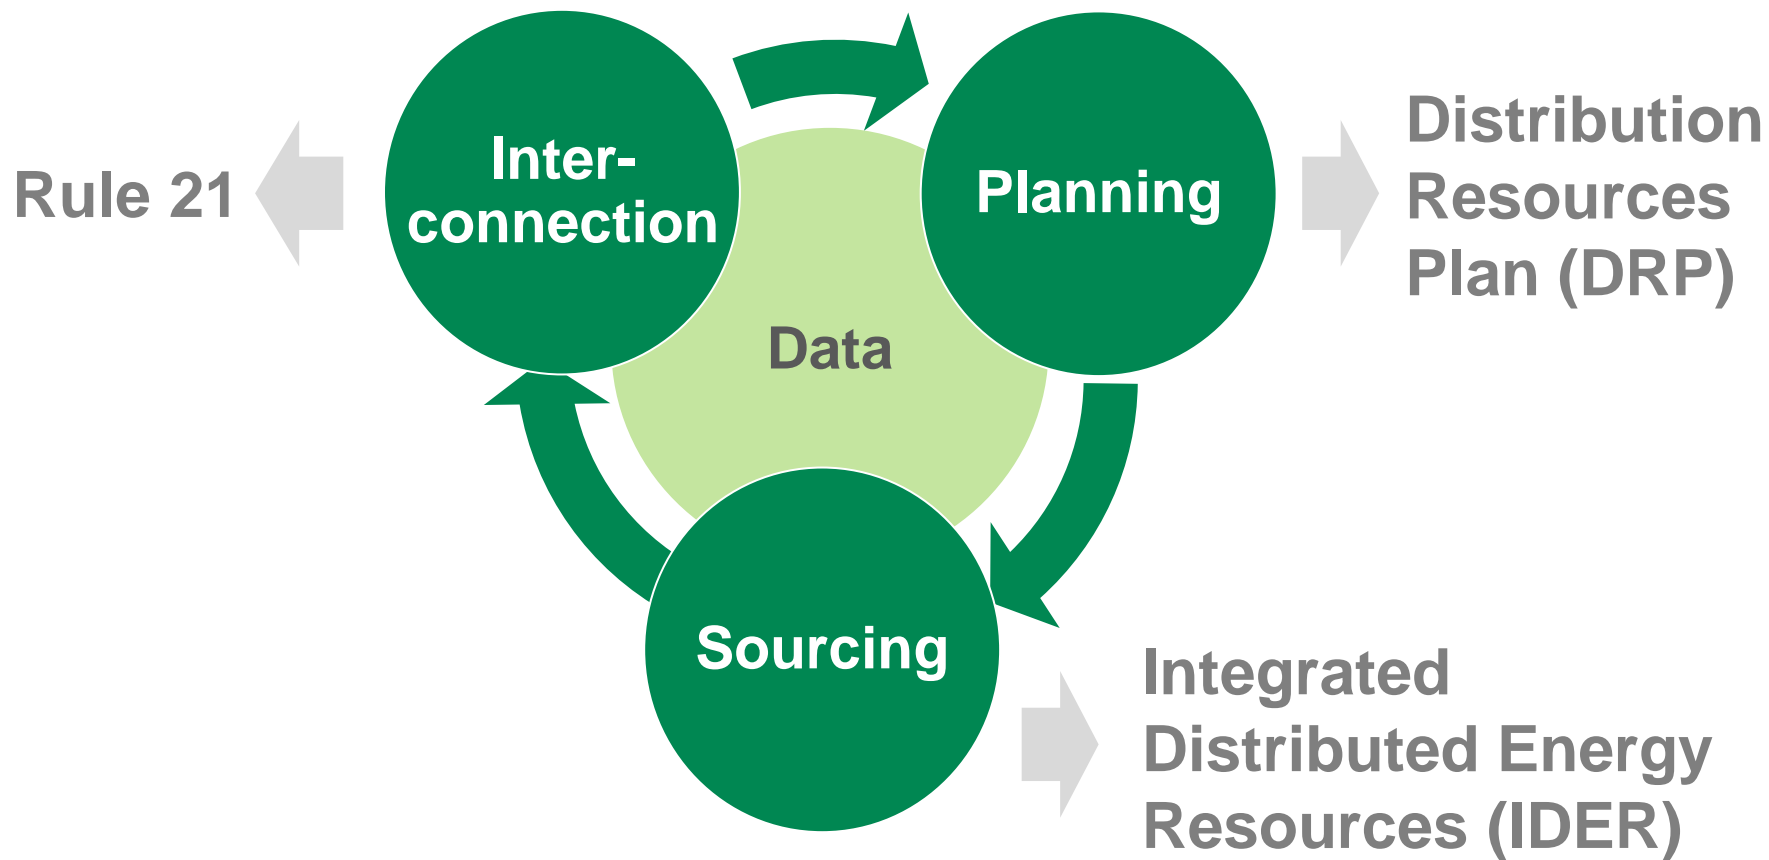 Rule 21
Inter-
connection
Planning
Distribution
Resources
Plan (DRP)
Data
Sourcing
Integrated
Distributed Energy
Resources (IDER)